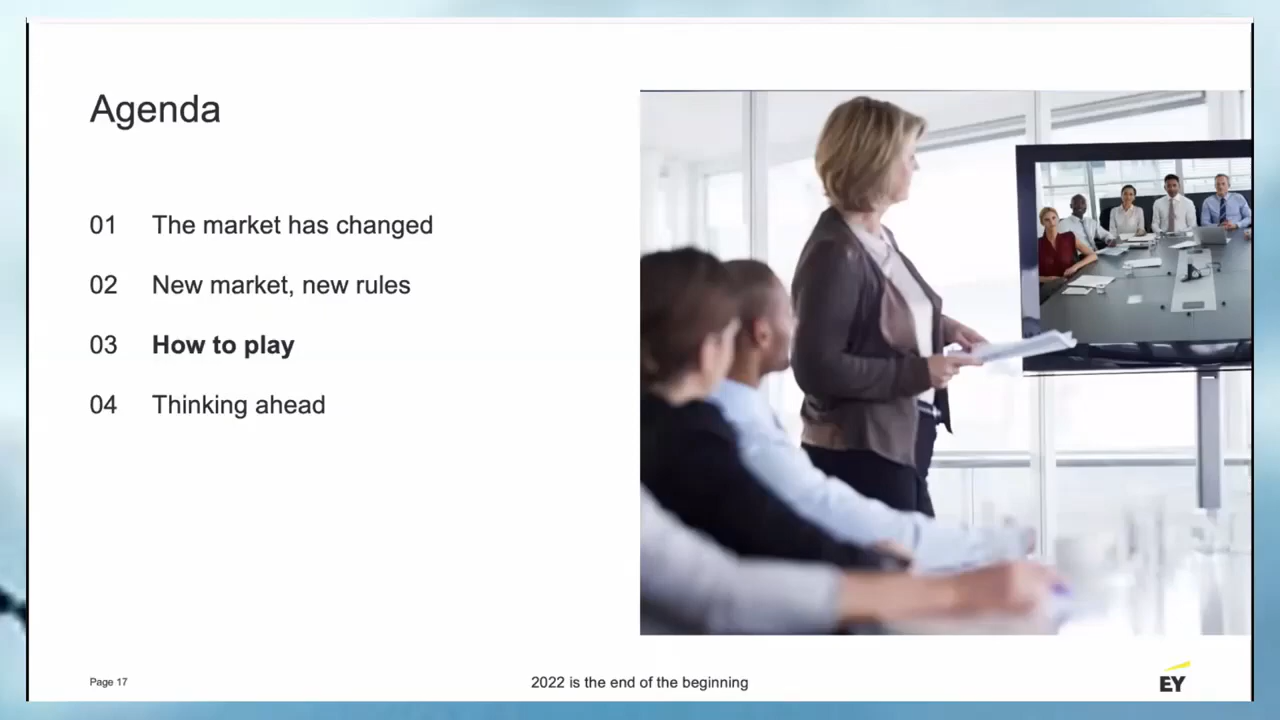 Agenda
01 The market has changed
02 New market, new rules
03 How to play
04 Thinking ahead
Page 17
2022 is the end of the beginning
EY